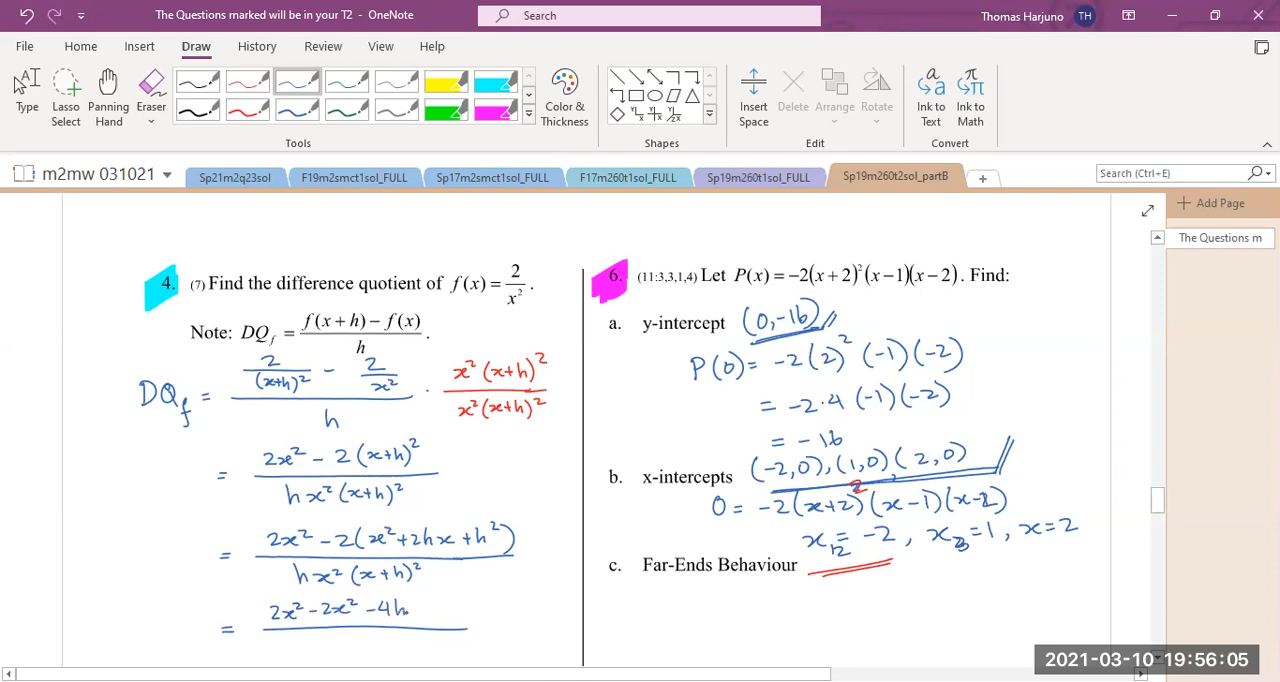 The Questions marked will be in your T2 - OneNote
Search
Thomas Harjuno TH
File Home Insert Draw History Review View Help
Type Lasso Select Panning Hand Eraser
Color & Thickness
Insert Space Delete Arrange Rotate
Ink to Text Ink to Math
Tools Shapes Edit Convert
m2mw 031021
Sp21m2q23sol F19m2smct1sol_FULL Sp17m2smct1sol_FULL F17m260t1sol_FULL Sp19m260t1sol_FULL Sp19m260t2sol_partB
Search (Ctrl+E)
Add Page
The Questions m
4. (7) Find the difference quotient of f(x) = 2/x².
Note: DQ_f = (f(x+h) − f(x))/h.
DQ_f = (2/(x+h)² − 2/x²)/h · x²(x+h)²/x²(x+h)²
= (2x² − 2(x+h)²)/(hx²(x+h)²)
= (2x² − 2(x² + 2hx + h²))/(hx²(x+h)²)
= 2x² − 2x² − 4h
6. (11:3,3,1,4) Let P(x) = −2(x+2)²(x−1)(x−2). Find:
a. y-intercept (0,−16)
P(0) = −2(2)²(−1)(−2)
= −2·4(−1)(−2)
= −16
b. x-intercepts (−2,0), (1,0), (2,0)
0 = −2(x+2)²(x−1)(x−2)
x₁₂ = −2, x₃ = 1, x = 2
c. Far-Ends Behaviour
2021-03-10 19:56:05